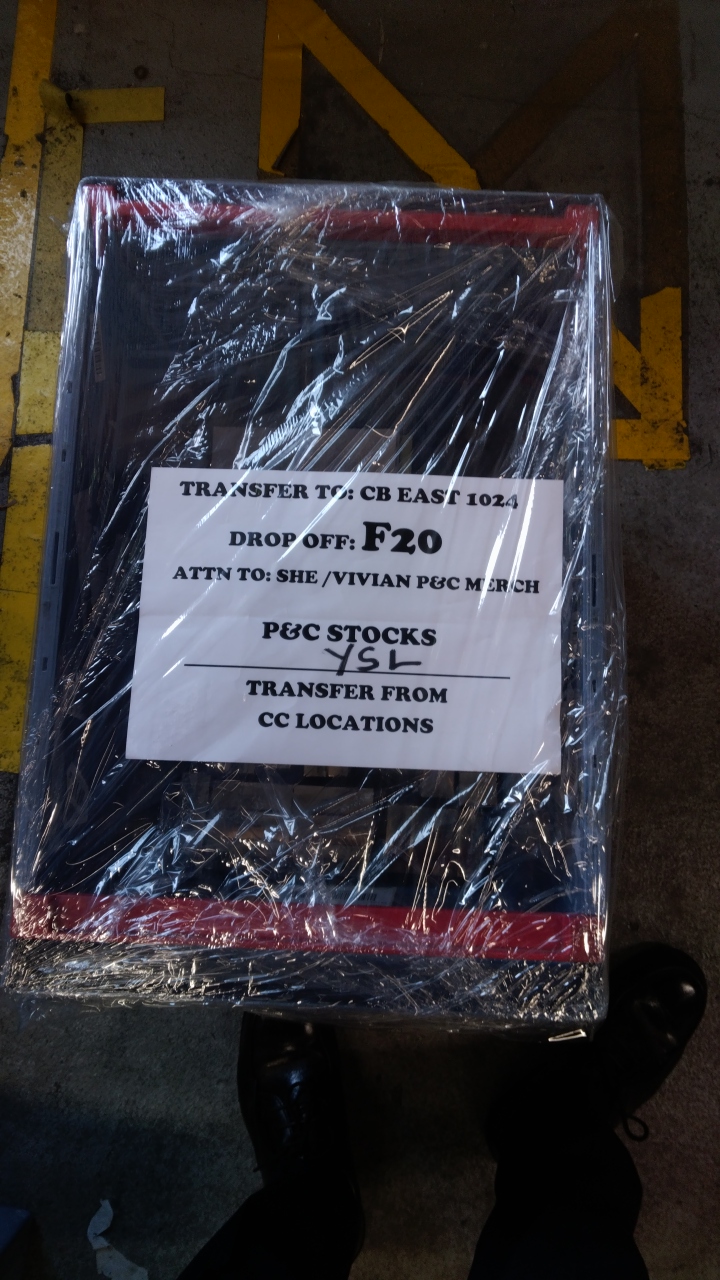 TRANSFER TO: CB EAST 1024
DROP OFF: F20
ATTN TO: SHE /VIVIAN P&C MERCH
P&C STOCKS
YSL
TRANSFER FROM
CC LOCATIONS